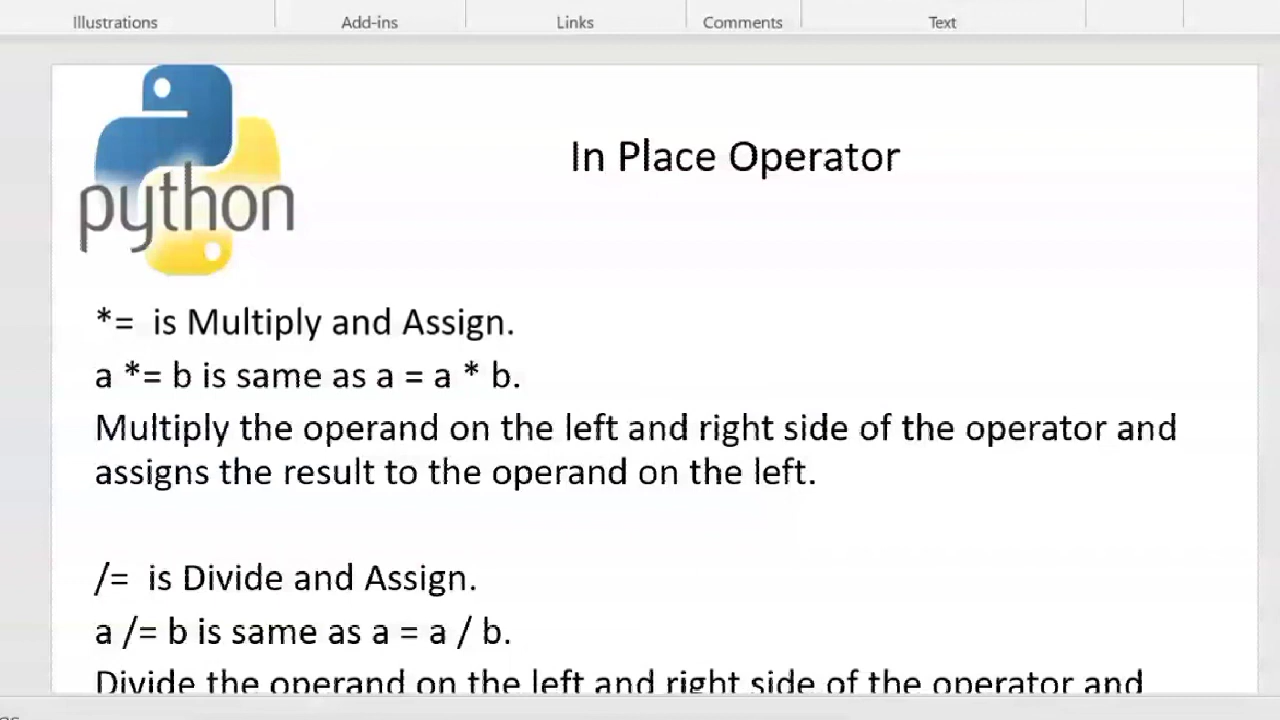 Illustrations Add-ins Links Comments Text
python
In Place Operator
*= is Multiply and Assign.
a *= b is same as a = a * b.
Multiply the operand on the left and right side of the operator and
assigns the result to the operand on the left.
/= is Divide and Assign.
a /= b is same as a = a / b.
Divide the operand on the left and right side of the operator and